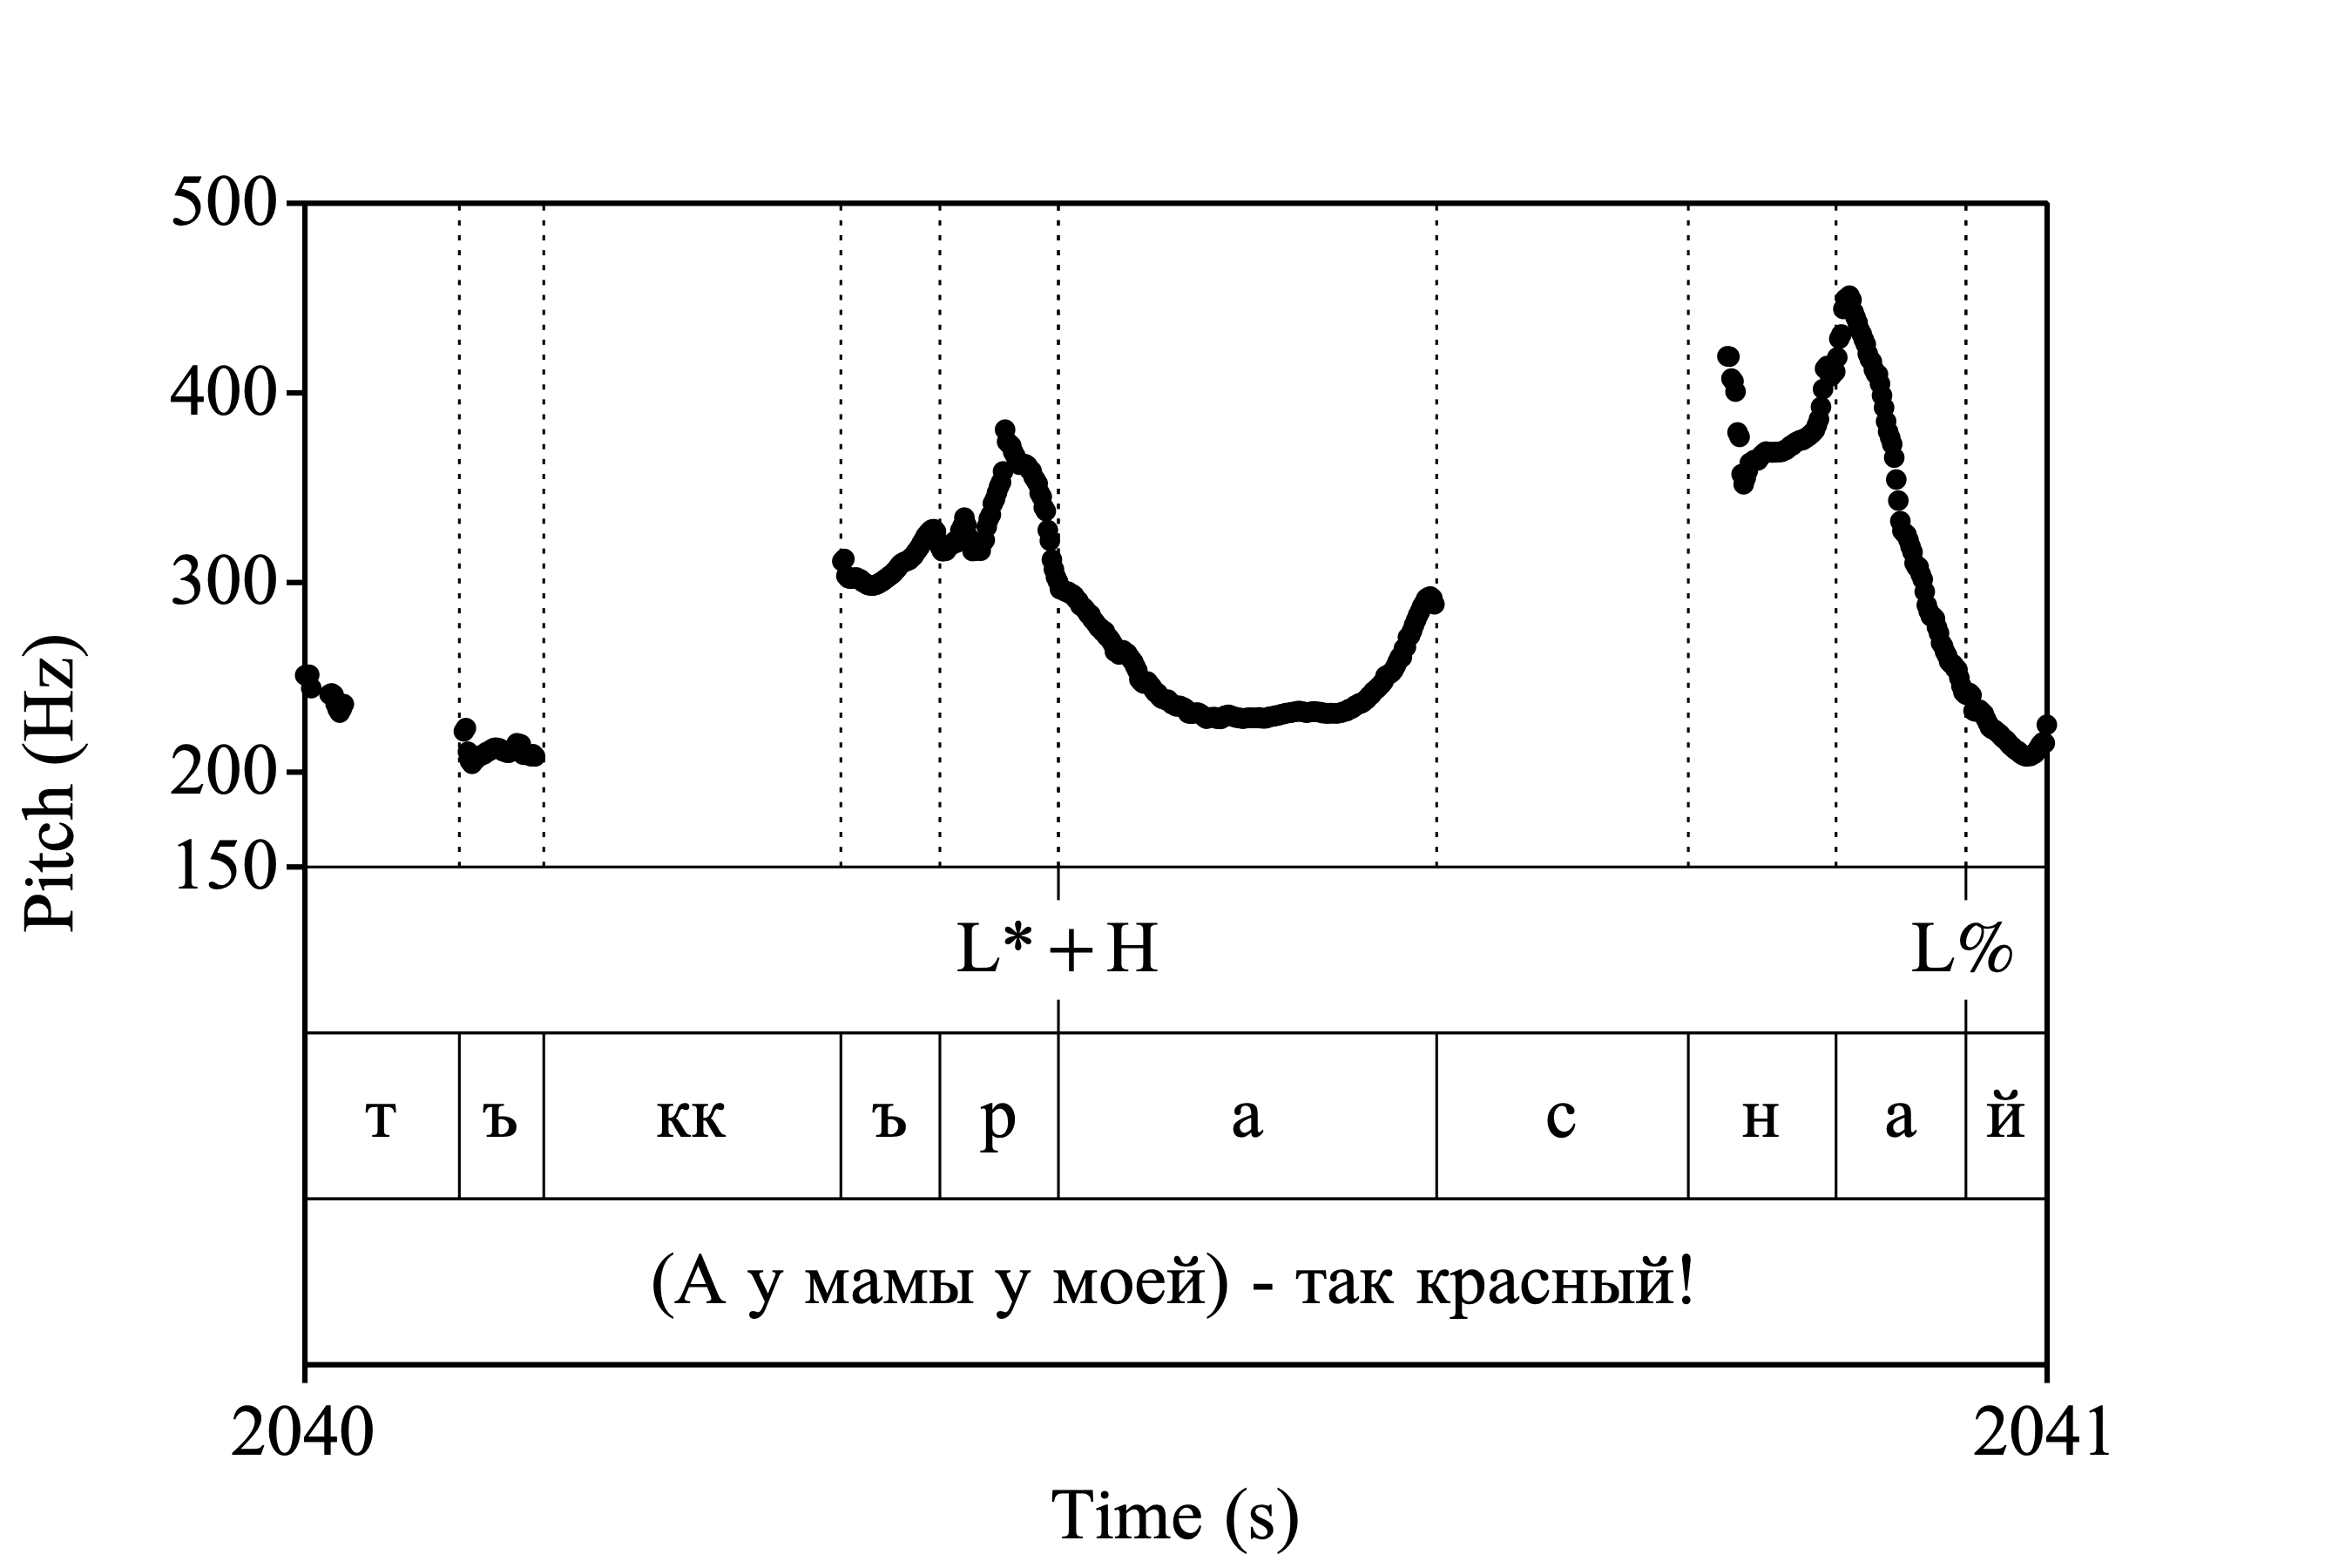 500
400
300
200
150
Pitch (Hz)
L*+H L%
т ъ кк ъ р а с н а й
(А у мамы у моей) - так красный!
2040 2041
Time (s)